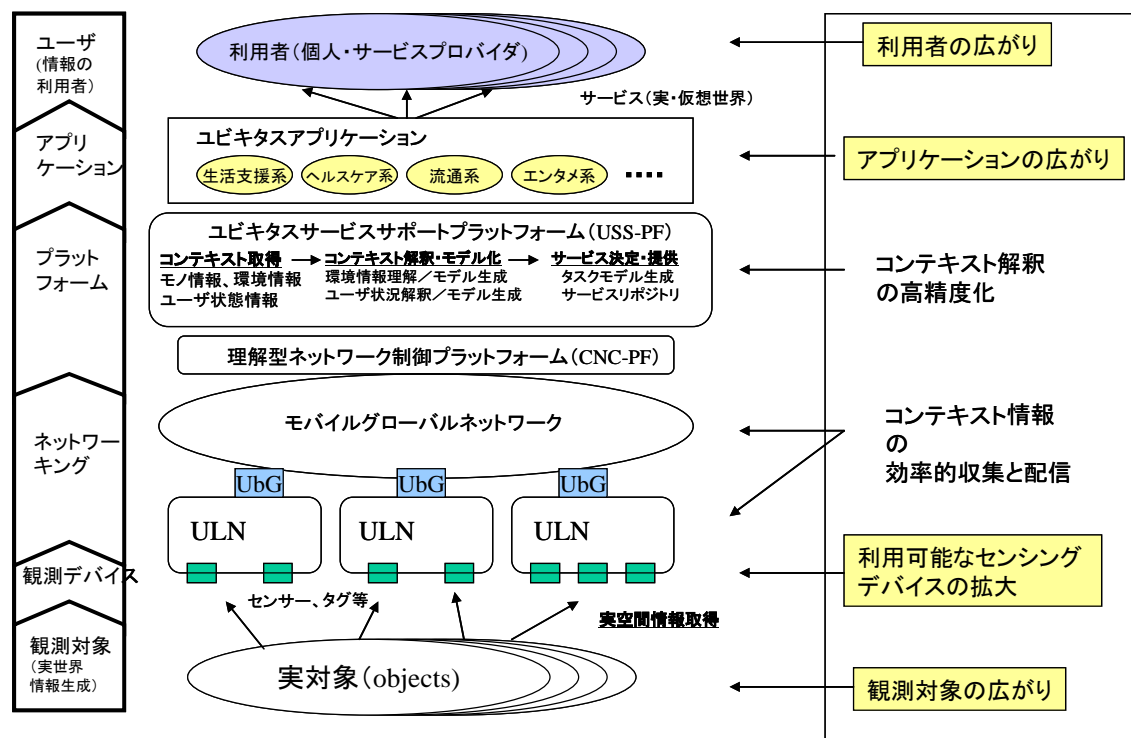 ユーザ
(情報の
利用者)
利用者(個人・サービスプロバイダ)
利用者の広がり
サービス(実・仮想世界)
アプリ
ケーション
ユビキタスアプリケーション
生活支援系
ヘルスケア系
流通系
エンタメ系
・・・・
アプリケーションの広がり
プラット
フォーム
ユビキタスサービスサポートプラットフォーム(USS-PF)
コンテキスト取得
モノ情報、環境情報
ユーザ状態情報
コンテキスト解釈・モデル化
環境情報理解/モデル生成
ユーザ状況解釈/モデル生成
サービス決定・提供
タスクモデル生成
サービスリポジトリ
コンテキスト解釈
の高精度化
理解型ネットワーク制御プラットフォーム(CNC-PF)
ネットワー
キング
モバイルグローバルネットワーク
コンテキスト情報
の
効率的収集と配信
UbG
UbG
UbG
ULN
ULN
ULN
観測デバイス
センサー、タグ等
利用可能なセンシング
デバイスの拡大
実空間情報取得
観測対象
(実世界
情報生成)
実対象(objects)
観測対象の広がり